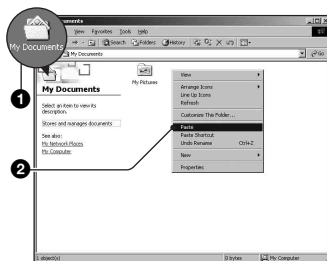 My Documents
uments
View Favorites Tools Help
Search Folders History
My Documents
Go
My Documents
Select an item to view its
description.
Stores and manages documents
See also:
My Network Places
My Computer
My Pictures
View
Arrange Icons
Line Up Icons
Refresh
Customize This Folder...
Paste
Paste Shortcut
Undo Rename Ctrl+Z
New
Properties
1
2
1 object(s)
0 bytes
My Computer